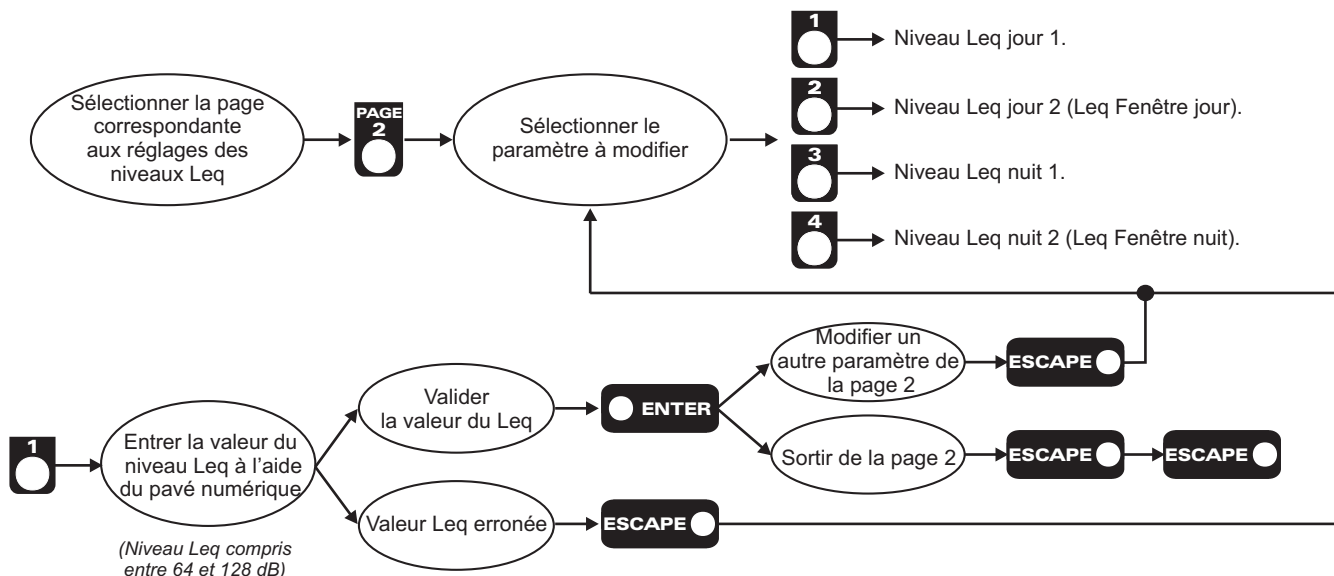 Sélectionner la page
correspondante
aux réglages des
niveaux Leq
PAGE
2
Sélectionner le
paramètre à modifier
1
Niveau Leq jour 1.
2
Niveau Leq jour 2 (Leq Fenêtre jour).
3
Niveau Leq nuit 1.
4
Niveau Leq nuit 2 (Leq Fenêtre nuit).
1
Entrer la valeur du
niveau Leq à l’aide
du pavé numérique
(Niveau Leq compris
entre 64 et 128 dB)
Valider
la valeur du Leq
ENTER
Modifier un
autre paramètre de
la page 2
ESCAPE
Sortir de la page 2
ESCAPE
ESCAPE
Valeur Leq erronée
ESCAPE